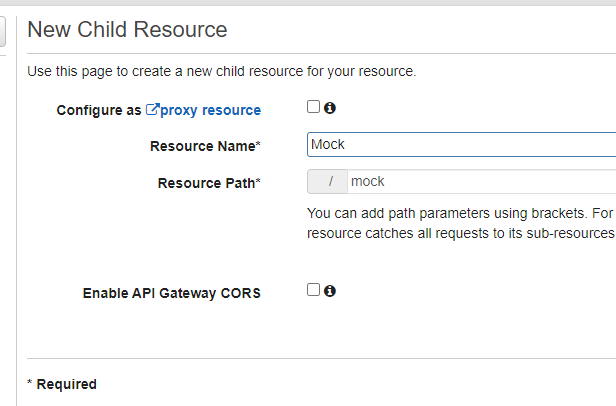 New Child Resource
Use this page to create a new child resource for your resource.
Configure as proxy resource
Resource Name*
Mock
Resource Path*
/ mock
You can add path parameters using brackets. For
resource catches all requests to its sub-resources
Enable API Gateway CORS
* Required